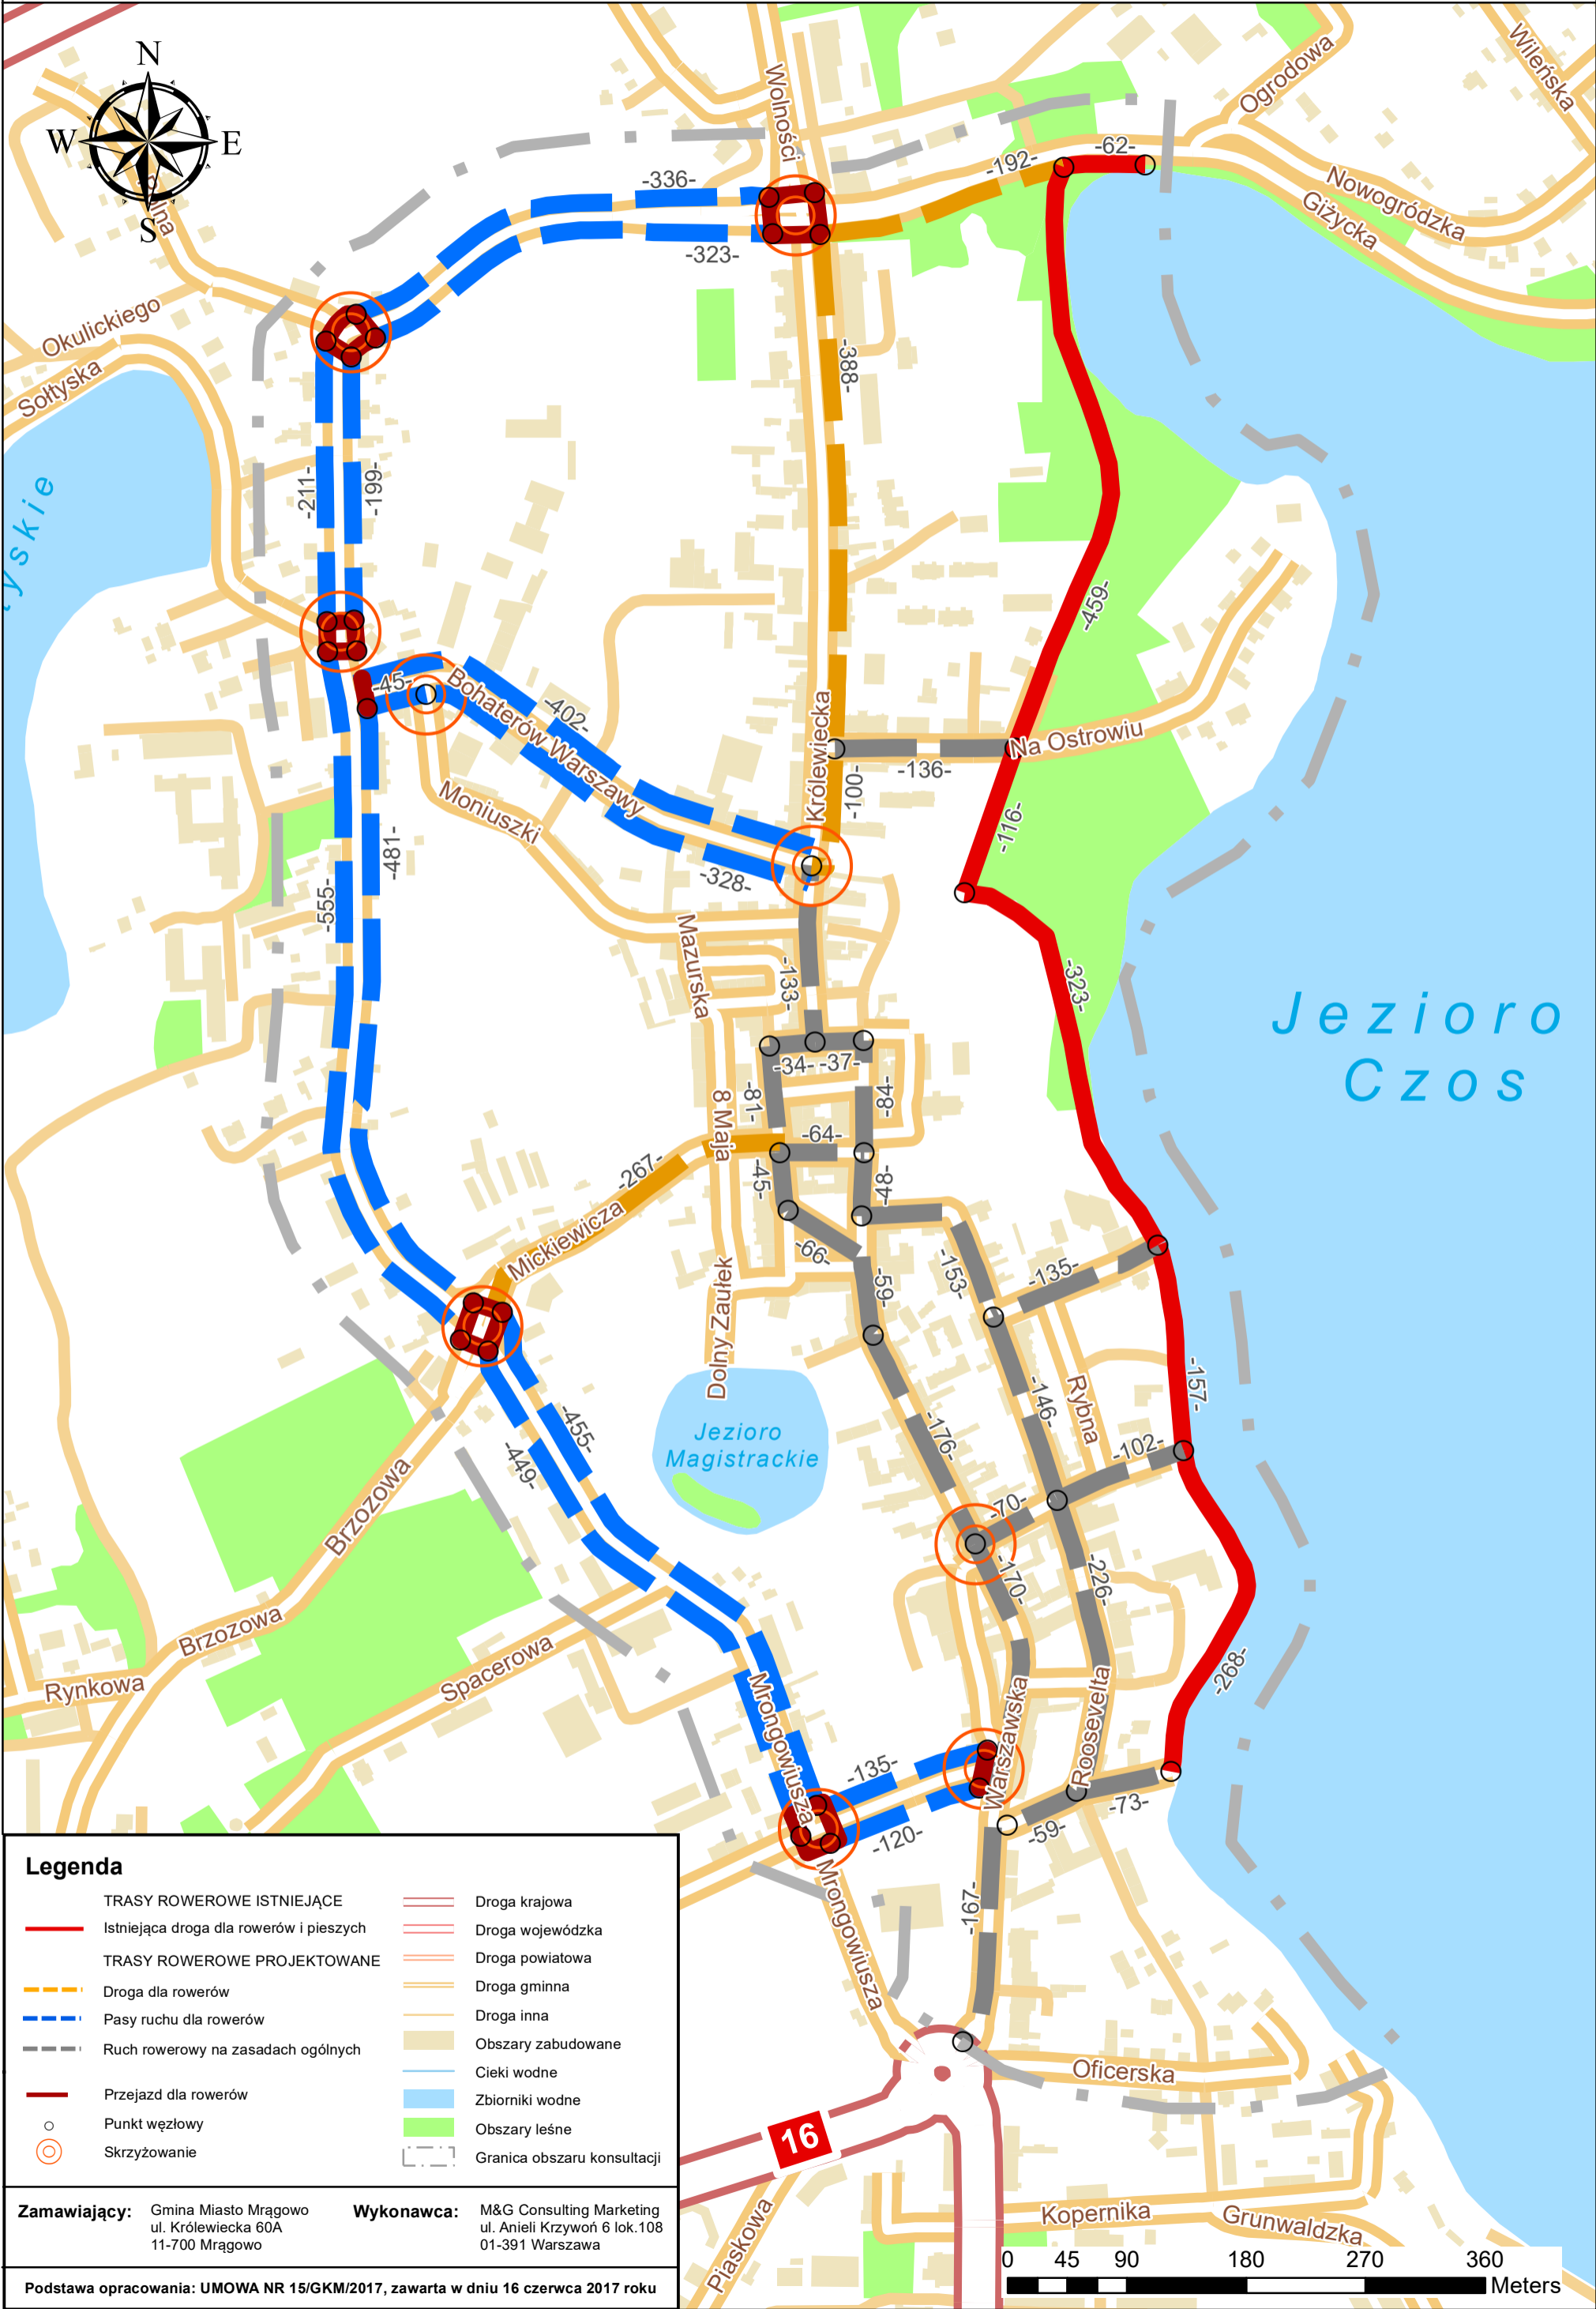 N
W
E
S
Wolności
Ogrodowa
Wileńska
-62-
-192-
-336-
-323-
Nowogródzka
Giżycka
Okulickiego
Sołtyska
-388-
-211-
-199-
-459-
-45-
Bohaterów Warszawy
-402-
Królewiecka
Na Ostrowiu
-136-
-100-
-116-
Moniuszki
-481-
-555-
-328-
Mazurska
-133-
-323-
Jezioro
Czos
-34-
-37-
-81-
-84-
8 Maja
-64-
-267-
-45-
-48-
Mickiewicza
-66-
-153-
-135-
Dolny Zaułek
-59-
-157-
-146-
Rybna
-455-
-449-
Jezioro
Magistrackie
-176-
-102-
Brzozowa
-70-
-170-
-226-
Brzozowa
Rynkowa
Spacerowa
-268-
Mrongowiusza
Warszawska
Roosevelta
-135-
-120-
-73-
-59-
Mrongowiusza
-167-
Oficerska
16
Piaskowa
Kopernika
Grunwaldzka
0 45 90 180 270 360
Meters
Legenda
TRASY ROWEROWE ISTNIEJĄCE
Istniejąca droga dla rowerów i pieszych
TRASY ROWEROWE PROJEKTOWANE
Droga dla rowerów
Pasy ruchu dla rowerów
Ruch rowerowy na zasadach ogólnych
Przejazd dla rowerów
Punkt węzłowy
Skrzyżowanie
Droga krajowa
Droga wojewódzka
Droga powiatowa
Droga gminna
Droga inna
Obszary zabudowane
Cieki wodne
Zbiorniki wodne
Obszary leśne
Granica obszaru konsultacji
Zamawiający:
Gmina Miasto Mrągowo
ul. Królewiecka 60A
11-700 Mrągowo
Wykonawca:
M&G Consulting Marketing
ul. Anieli Krzywoń 6 lok.108
01-391 Warszawa
Podstawa opracowania: UMOWA NR 15/GKM/2017, zawarta w dniu 16 czerwca 2017 roku